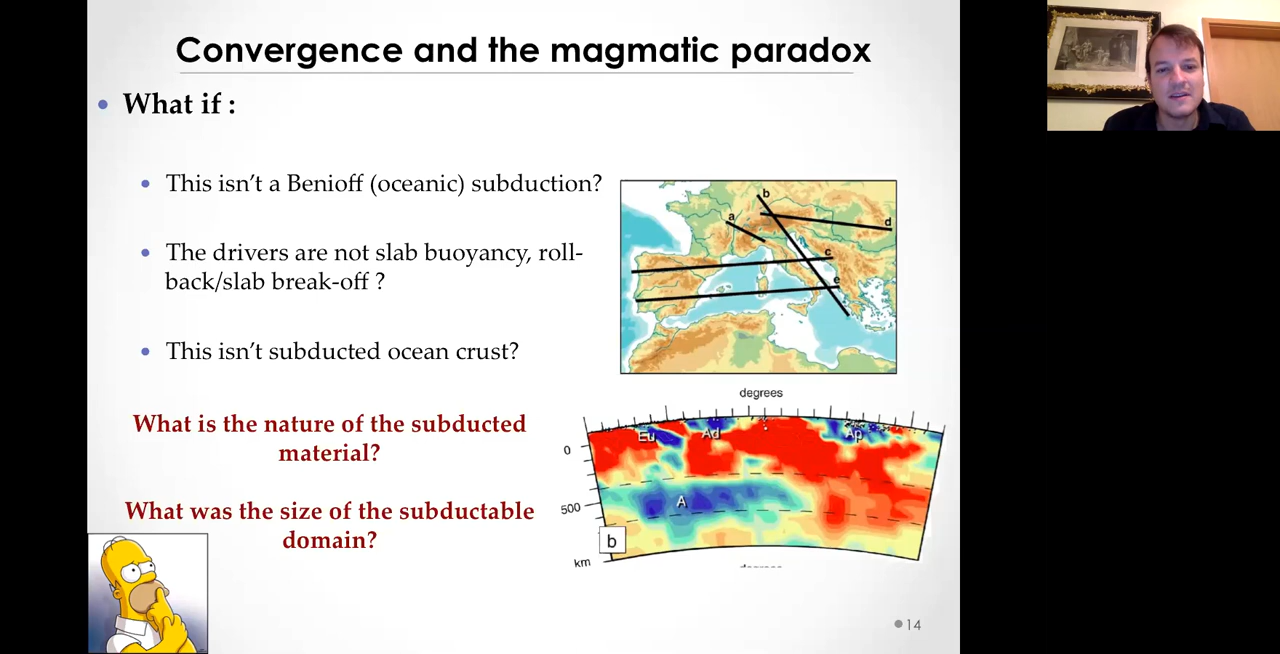 Convergence and the magmatic paradox
• What if :
• This isn't a Benioff (oceanic) subduction?
• The drivers are not slab buoyancy, roll-
back/slab break-off ?
• This isn't subducted ocean crust?
What is the nature of the subducted
material?
What was the size of the subductable
domain?
a
b
c
d
e
degrees
Eu
Ad
Ap
0
500
A
b
km
14